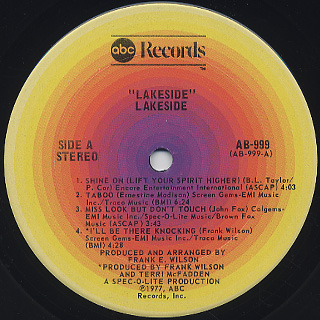 abc Records
TM
"LAKESIDE"
LAKESIDE
SIDE A
STEREO
AB-999
(AB-999-A)
1. SHINE ON (LIFT YOUR SPIRIT HIGHER) (B.L. Taylor/
P. Cor) Encore Entertainment International (ASCAP) 4:03
2. TABOO (Ernestine Madison) Screen Gems-EMI Music
Inc./Traco Music (BMI) 6:24
3. MISS LOOK BUT DON'T TOUCH (John Fox) Colgems-
EMI Music Inc./Spec-O-Lite Music/Brown Fox
Music (ASCAP) 3:43
4. *I'LL BE THERE KNOCKING (Frank Wilson)
Screen Gems-EMI Music Inc./Traco Music
(BMI) 4:28
PRODUCED AND ARRANGED BY
FRANK E. WILSON
*PRODUCED BY FRANK WILSON
AND TERRI McFADDEN
A SPEC-O-LITE PRODUCTION
©1977, ABC
Records, Inc.